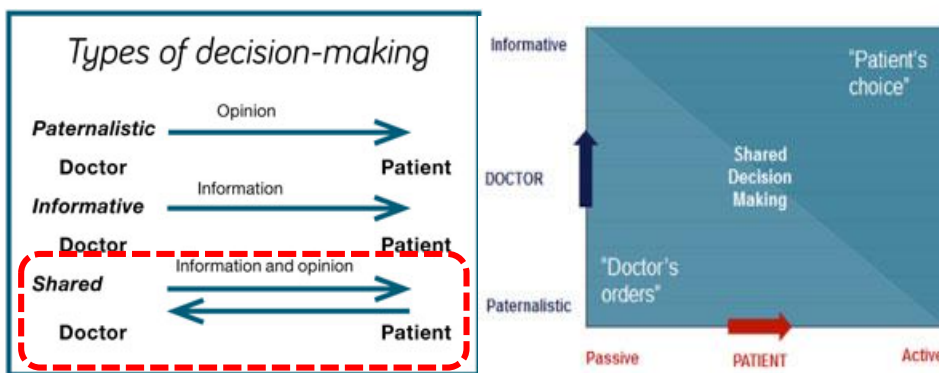 Types of decision-making
Opinion
Paternalistic
Doctor Patient
Information
Informative
Doctor Patient
Information and opinion
Shared
Doctor Patient
Informative
"Patient's
choice"
Shared
Decision
Making
DOCTOR
"Doctor's
orders"
Paternalistic
Passive PATIENT Active